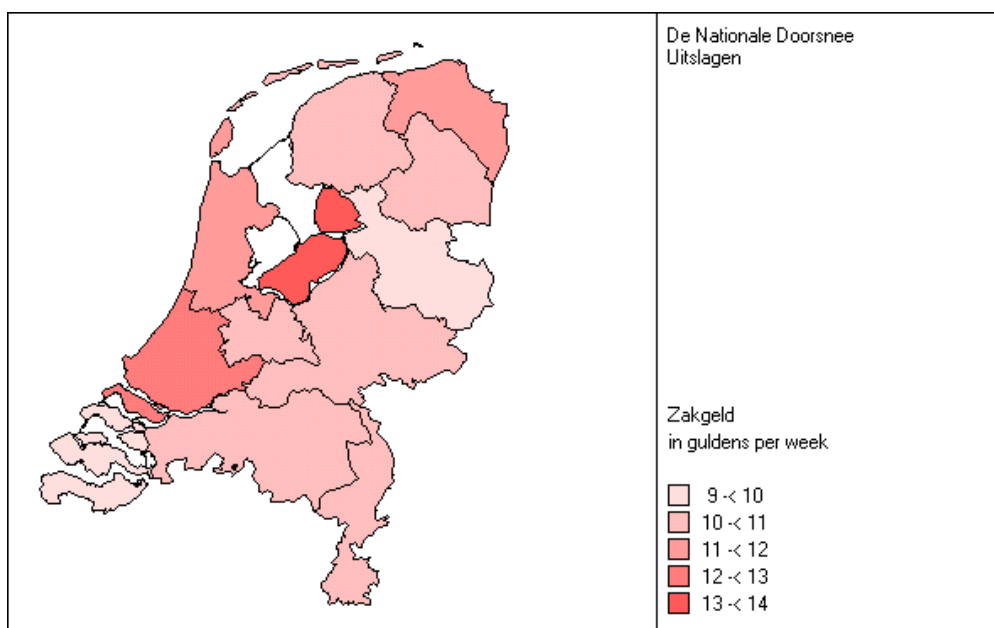 De Nationale Doorsnee
Uitslagen
Zakgeld
in guldens per week
9 -< 10
10 -< 11
11 -< 12
12 -< 13
13 -< 14